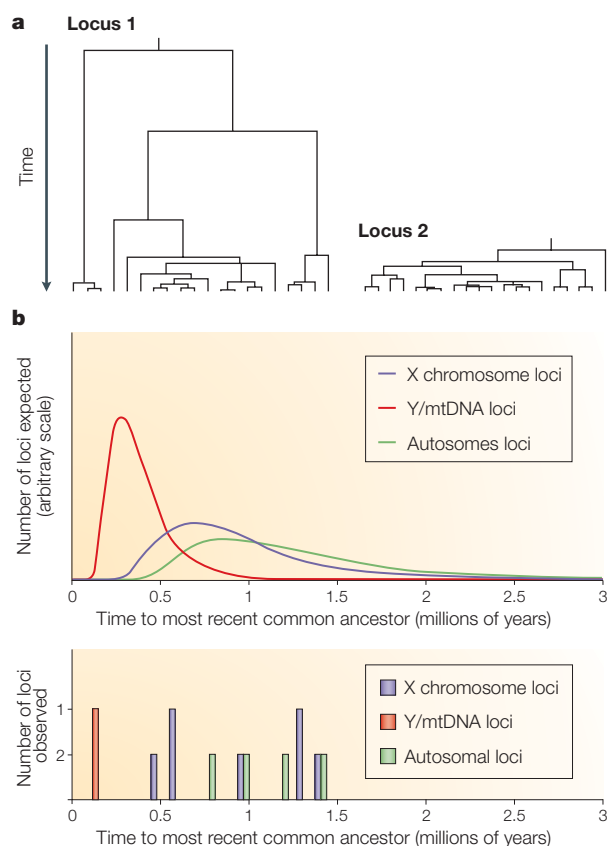 a
Locus 1
Time
Locus 2
b
Number of loci expected
(arbitrary scale)
X chromosome loci
Y/mtDNA loci
Autosomes loci
0 0.5 1 1.5 2 2.5 3
Time to most recent common ancestor (millions of years)
Number of loci
observed
1
2
X chromosome loci
Y/mtDNA loci
Autosomal loci
0 0.5 1 1.5 2 2.5 3
Time to most recent common ancestor (millions of years)